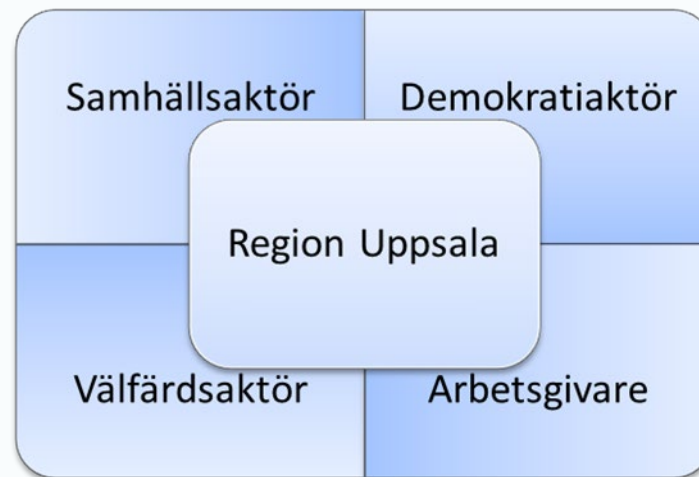 Samhällsaktör
Demokratiaktör
Region Uppsala
Välfärdsaktör
Arbetsgivare